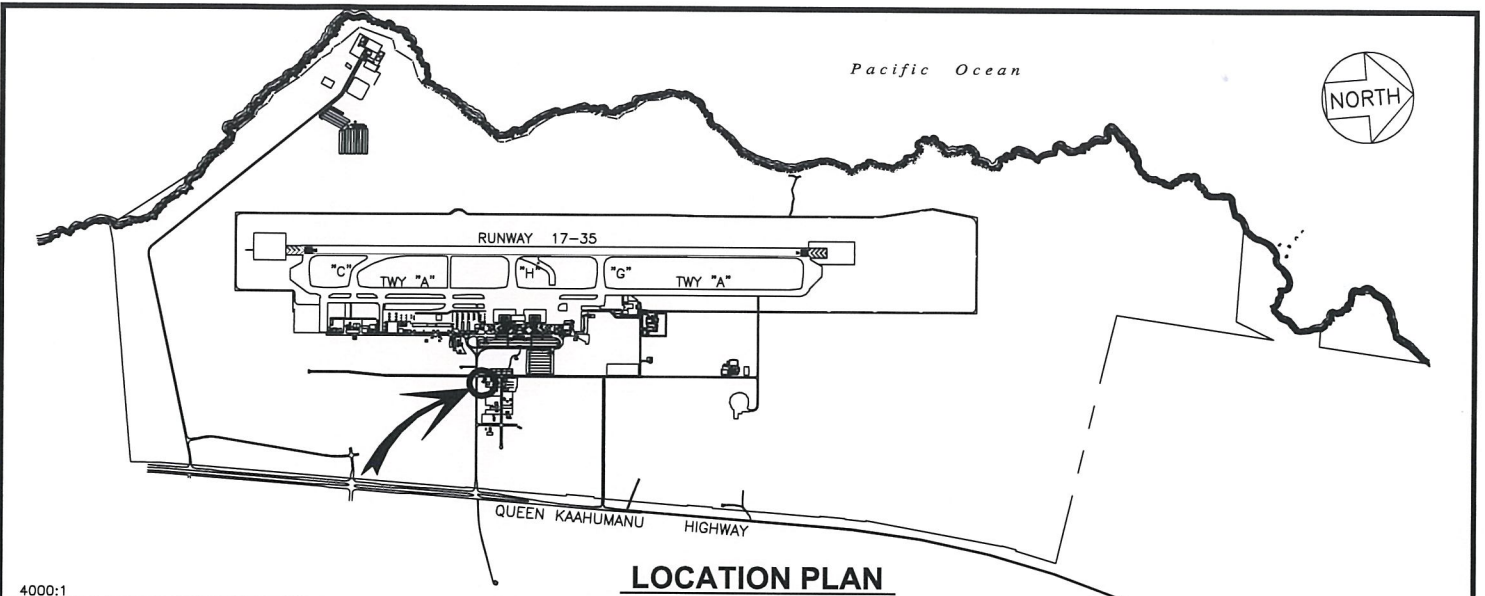 Pacific Ocean
NORTH
RUNWAY 17-35
"C"
TWY "A"
"H"
"G"
TWY "A"
QUEEN KAAHUMANU HIGHWAY
LOCATION PLAN
4000:1